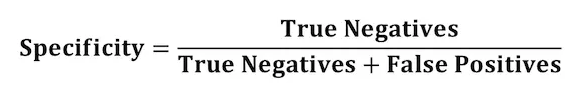 Specificity = True Negatives
True Negatives + False Positives